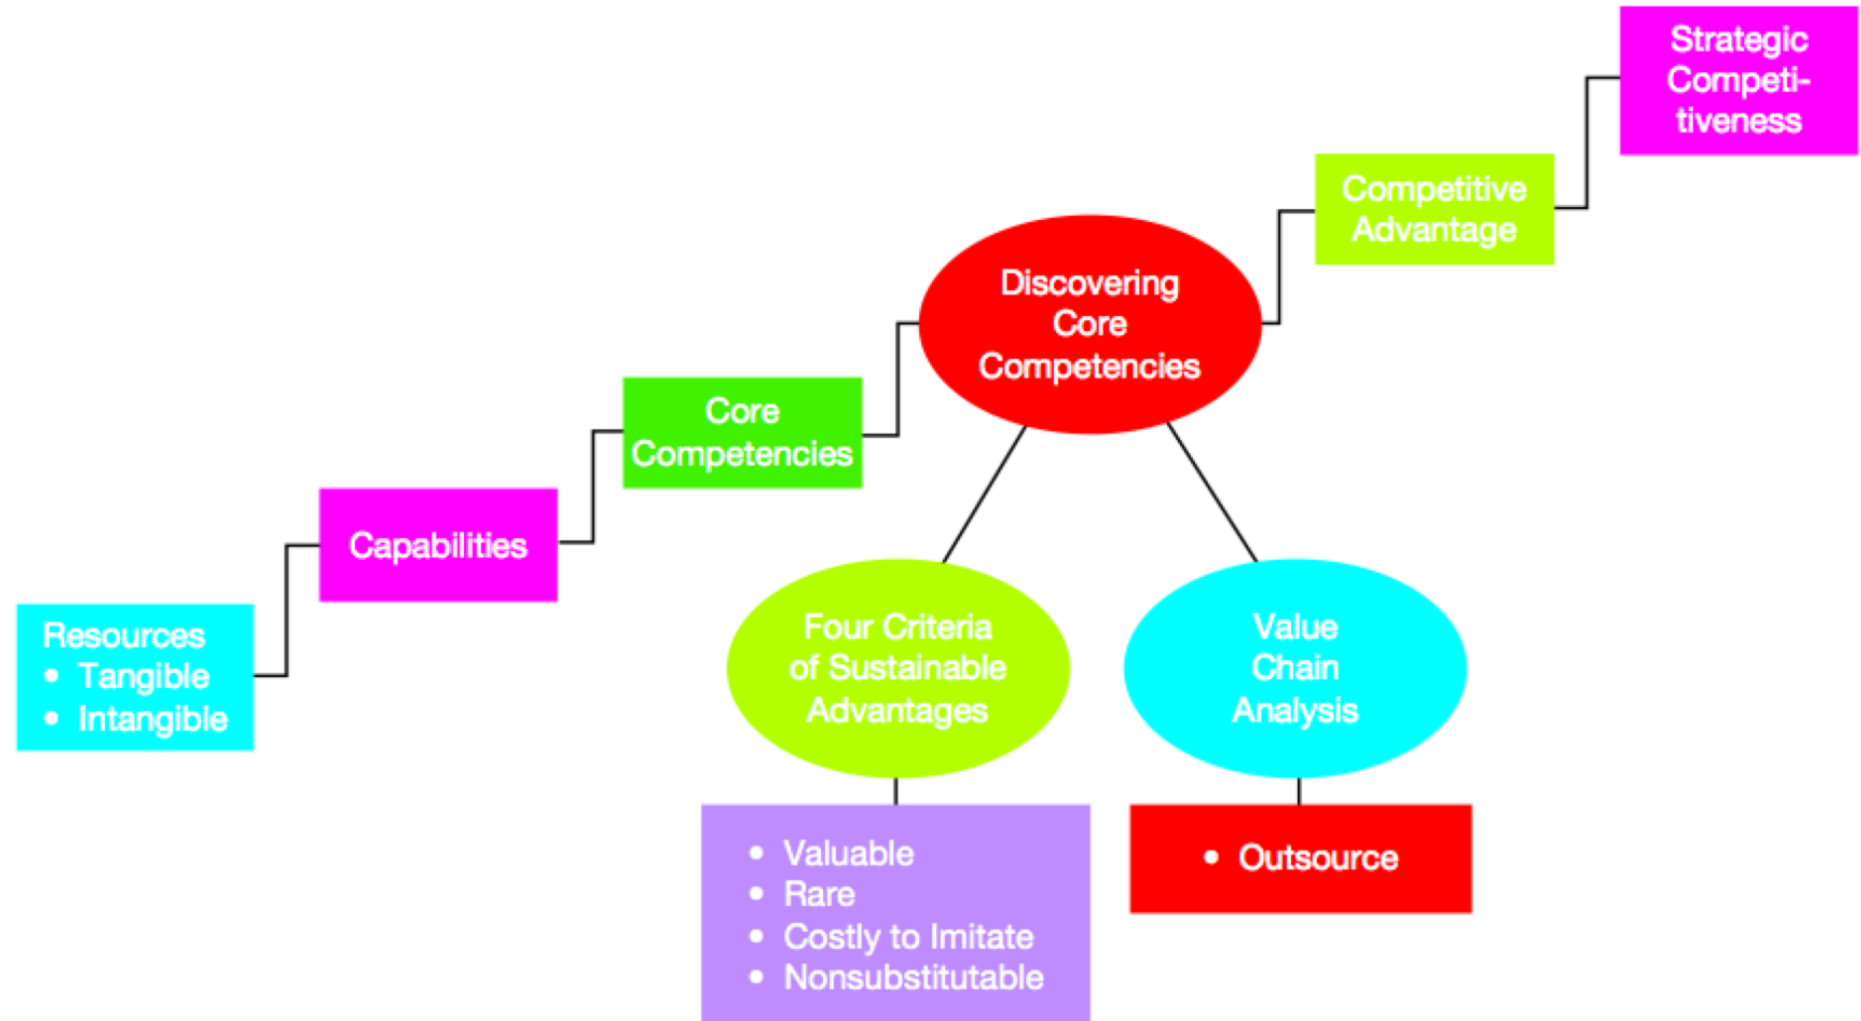 Strategic
Competi-
tiveness
Competitive
Advantage
Discovering
Core
Competencies
Core
Competencies
Capabilities
Resources
• Tangible
• Intangible
Four Criteria
of Sustainable
Advantages
Value
Chain
Analysis
• Valuable
• Rare
• Costly to Imitate
• Nonsubstitutable
• Outsource